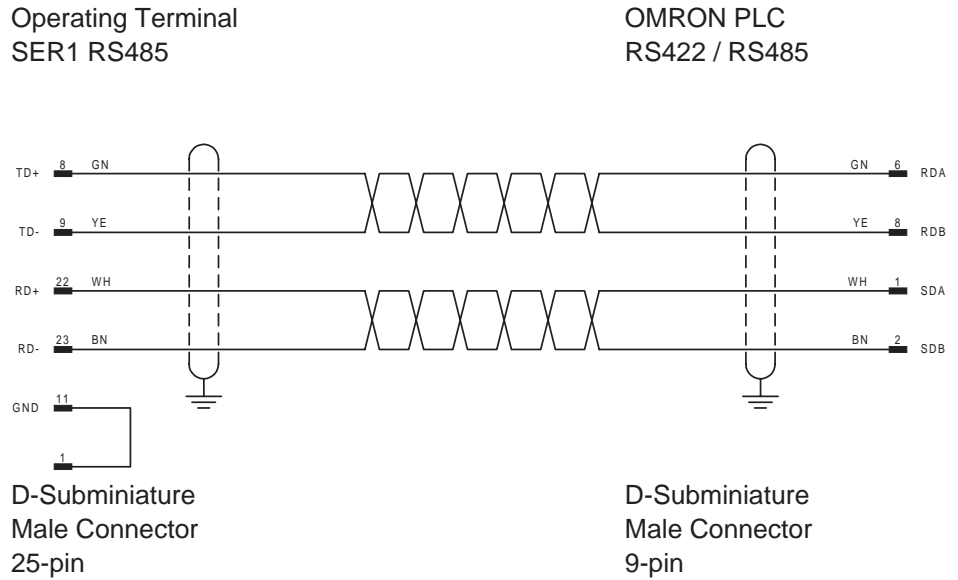 Operating Terminal
SER1 RS485
OMRON PLC
RS422 / RS485
TD+ 8 GN GN 6 RDA
TD- 9 YE YE 8 RDB
RD+ 22 WH WH 1 SDA
RD- 23 BN BN 2 SDB
GND 11
1
D-Subminiature
Male Connector
25-pin
D-Subminiature
Male Connector
9-pin